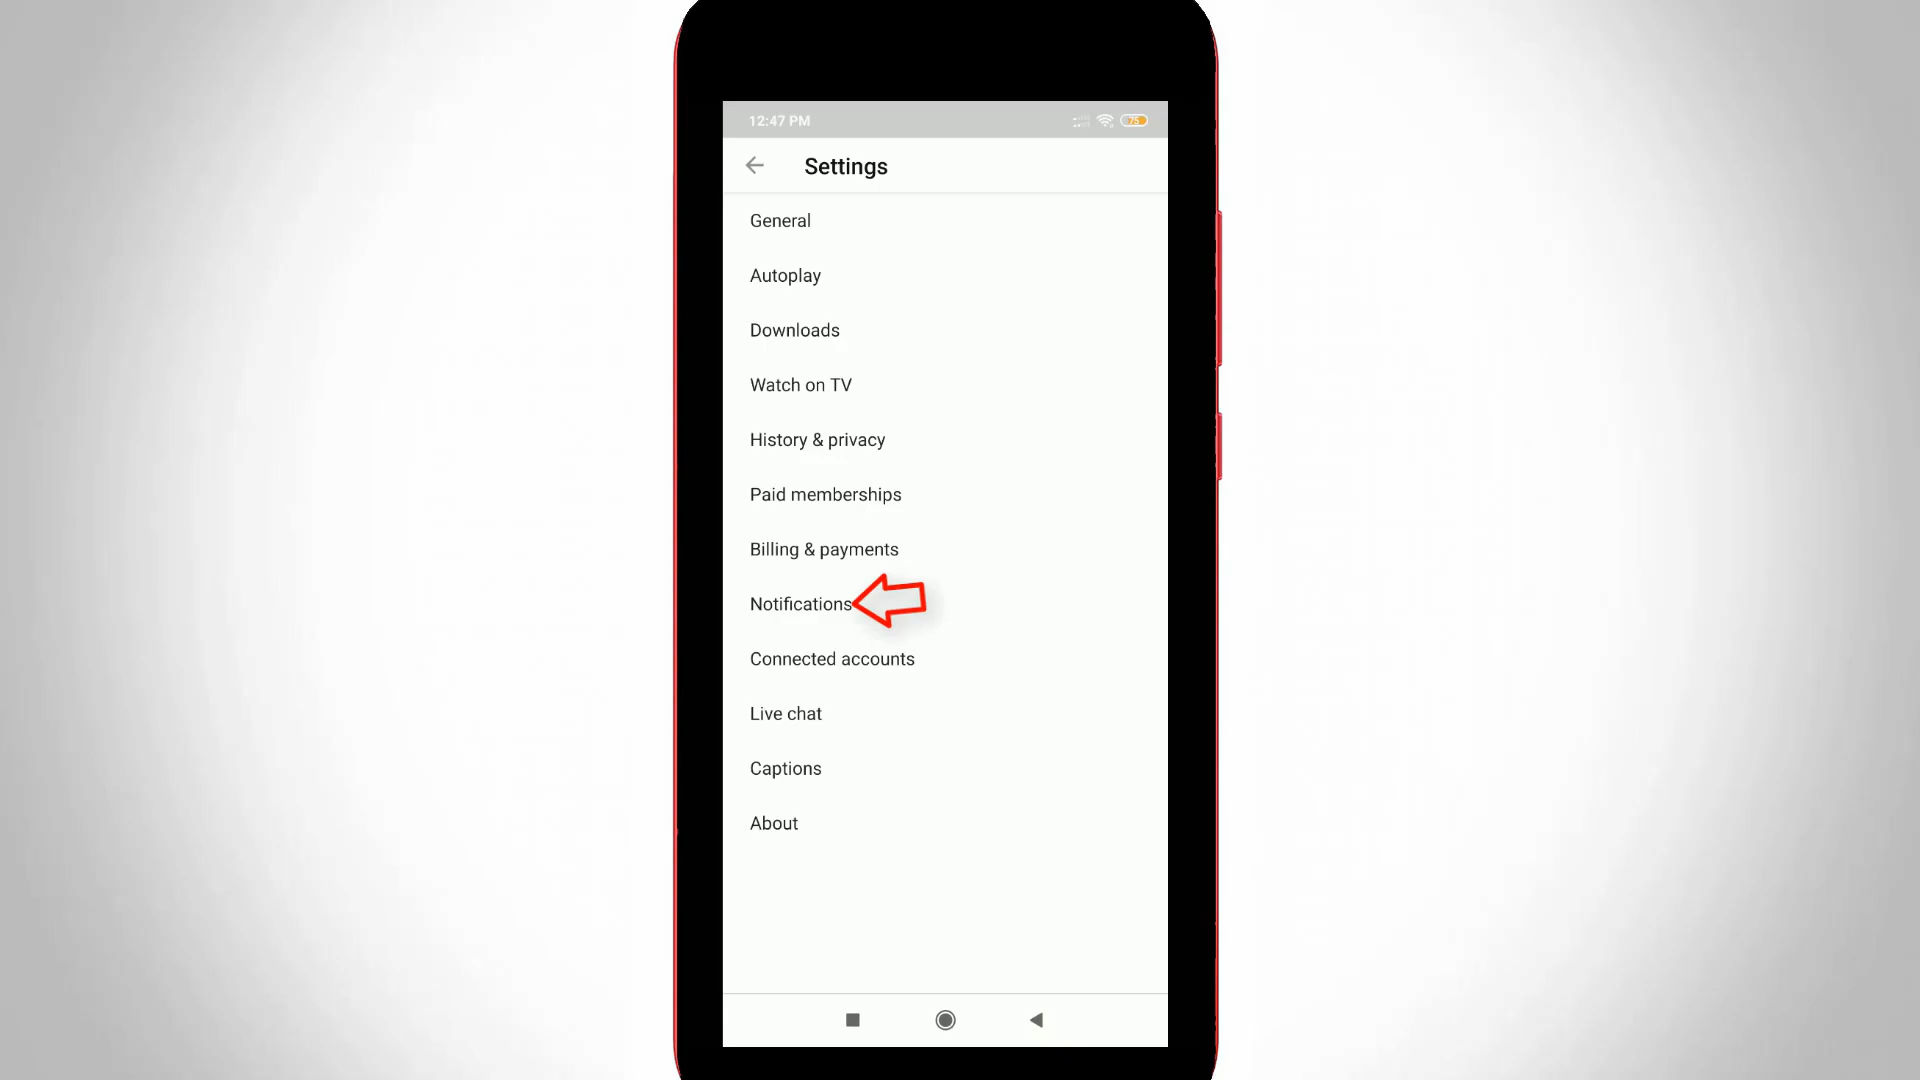 12:47 PM
75
Settings
General
Autoplay
Downloads
Watch on TV
History & privacy
Paid memberships
Billing & payments
Notifications
Connected accounts
Live chat
Captions
About